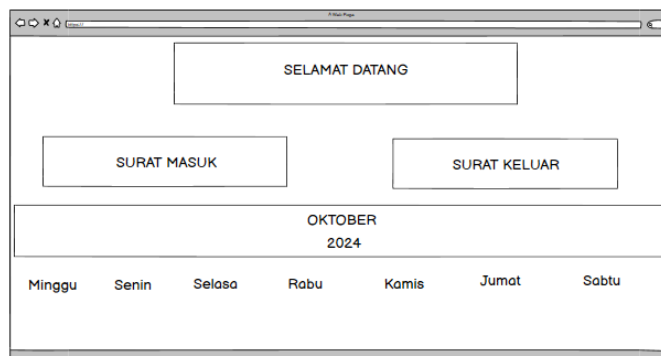 SELAMAT DATANG
SURAT MASUK SURAT KELUAR
OKTOBER
2024
Minggu Senin Selasa Rabu Kamis Jumat Sabtu